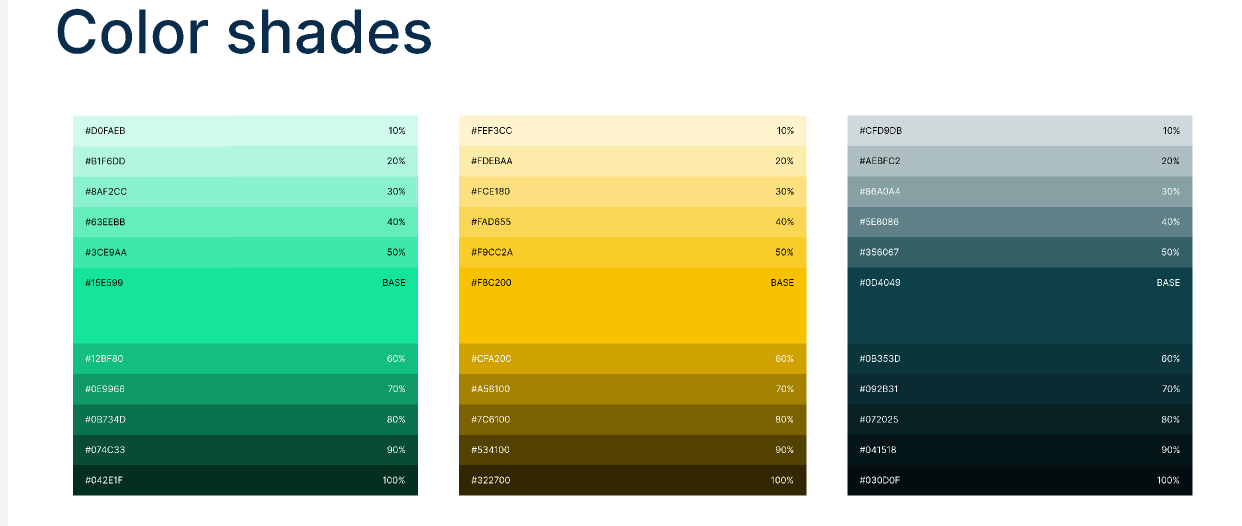 Color shades
#D0FAEB 10%
#B1F6DD 20%
#8AF2CC 30%
#63EEBB 40%
#3CE9AA 50%
#15E599 BASE
#12BF80 60%
#0E9966 70%
#0B734D 80%
#074C33 90%
#042E1F 100%
#FEF3CC 10%
#FDEBAA 20%
#FCE180 30%
#FAD655 40%
#F9CC2A 50%
#F8C200 BASE
#CFA200 60%
#A58100 70%
#7C6100 80%
#534100 90%
#322700 100%
#CFD9DB 10%
#AEBFC2 20%
#86A0A4 30%
#5E8086 40%
#356067 50%
#0D4049 BASE
#0B353D 60%
#092B31 70%
#072025 80%
#041518 90%
#030D0F 100%